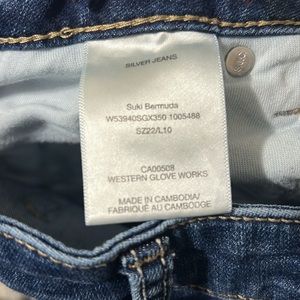 SILVER JEANS
Suki Bermuda
W53940SGX350 1005488
SZ22/L10
CA00508
WESTERN GLOVE WORKS
MADE IN CAMBODIA/
FABRIQUÉ AU CAMBODGE